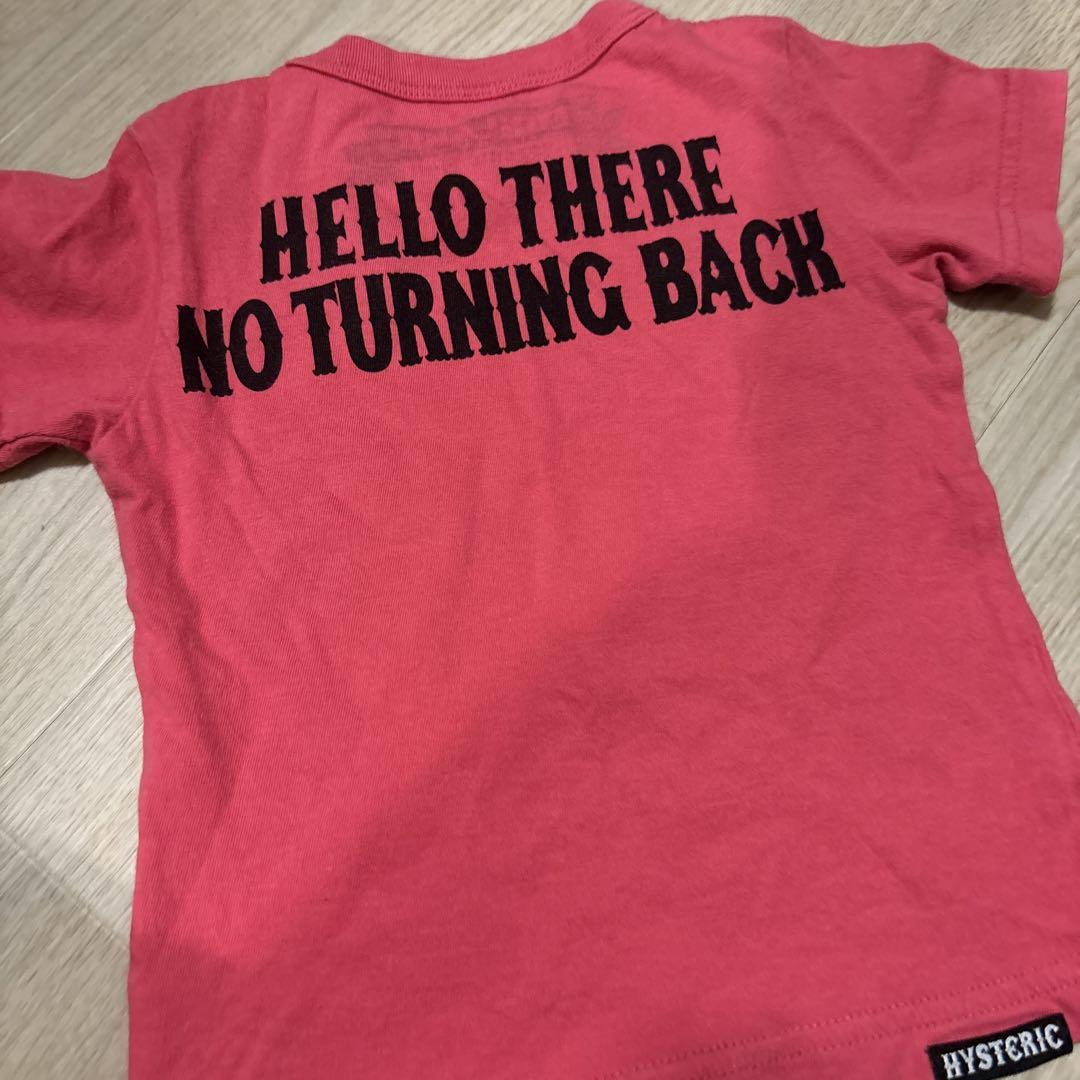 HELLO THERE
NO TURNING BACK
HYSTERIC